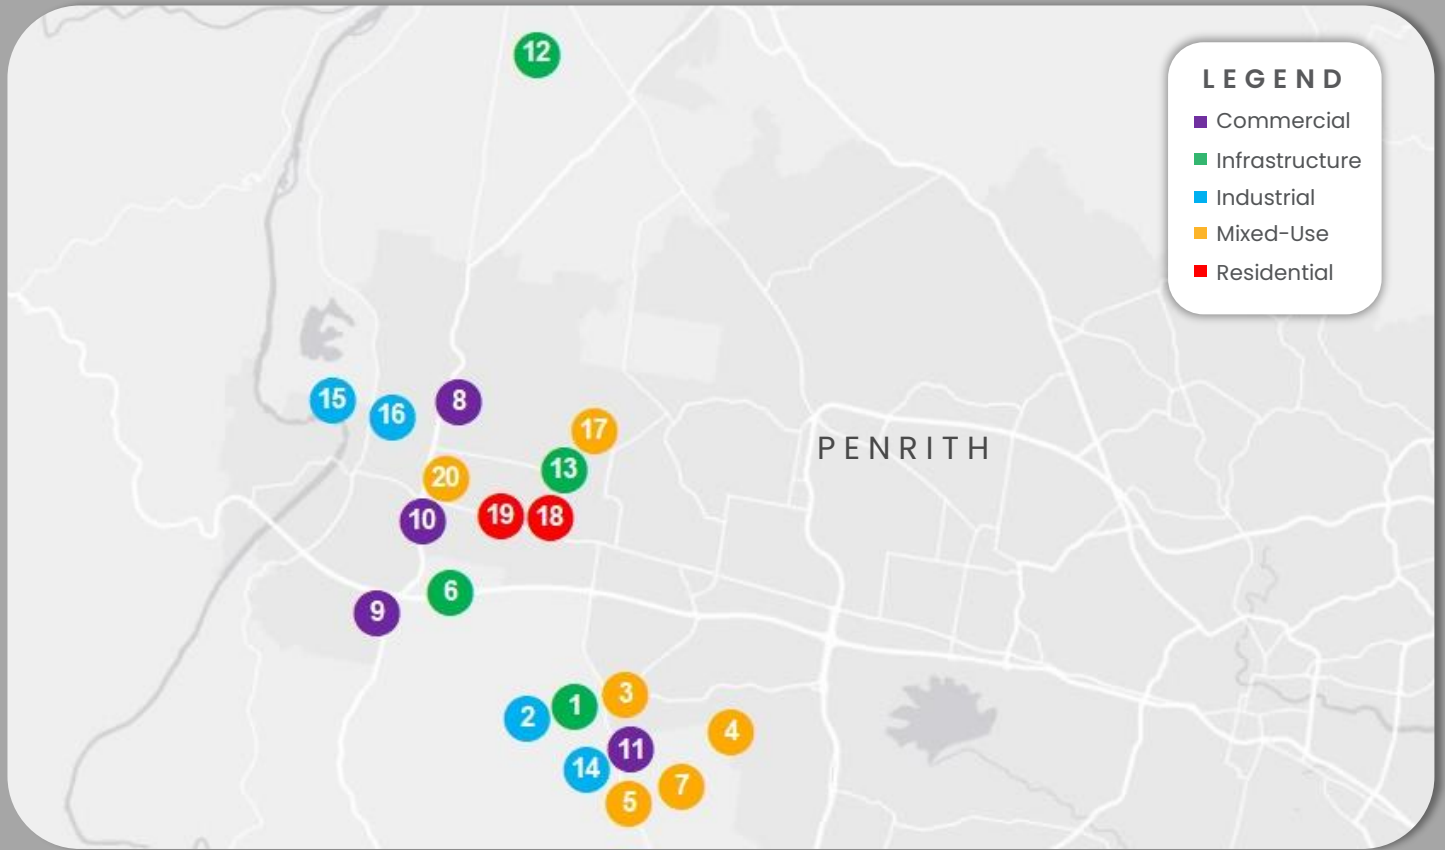 12
LEGEND
Commercial
Infrastructure
Industrial
Mixed-Use
Residential
15
16
8
17
PENRITH
13
20
10
19
18
6
9
3
1
2
4
11
14
7
5